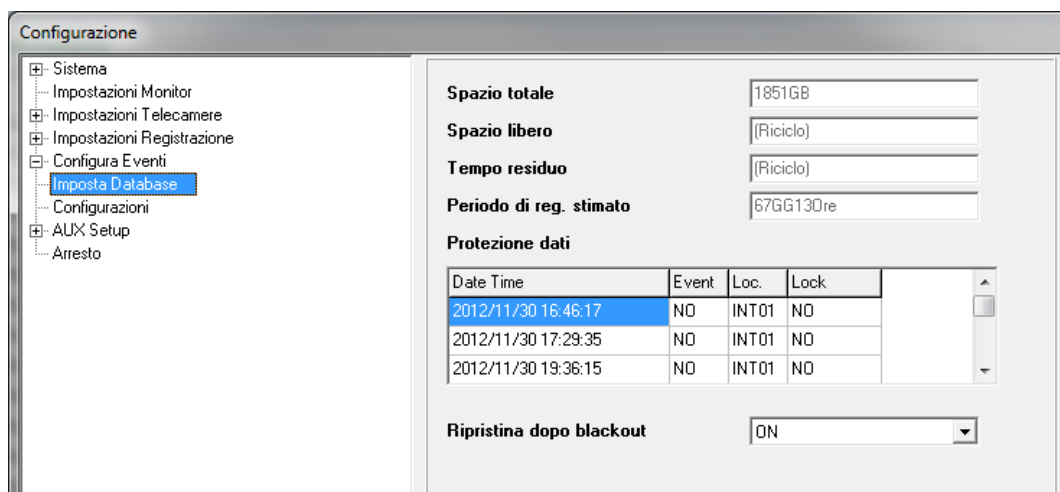 Configurazione
Sistema
Impostazioni Monitor
Impostazioni Telecamere
Impostazioni Registrazione
Configura Eventi
Imposta Database
Configurazioni
AUX Setup
Arresto
Spazio totale 1851GB
Spazio libero (Riciclo)
Tempo residuo (Riciclo)
Periodo di reg. stimato 67GG13Ore
Protezione dati
Date Time Event Loc. Lock
2012/11/30 16:46:17 NO INT01 NO
2012/11/30 17:29:35 NO INT01 NO
2012/11/30 19:36:15 NO INT01 NO
Ripristina dopo blackout ON